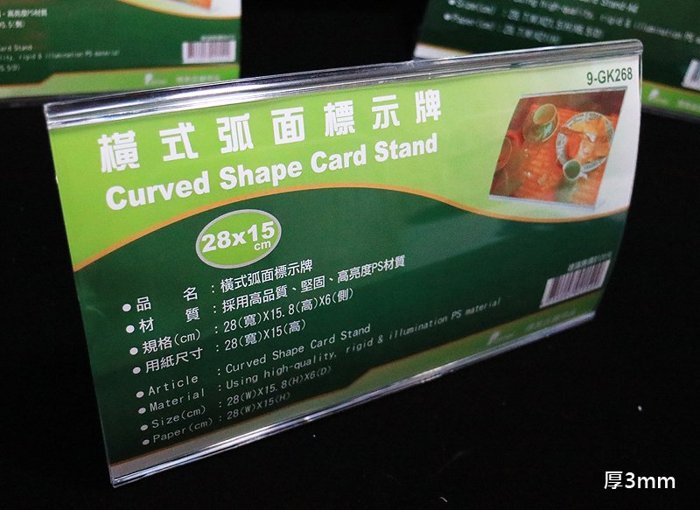 9-GK268
橫式弧面標示牌
Curved Shape Card Stand
28x15
cm
●品 名：橫式弧面標示牌
●材 質：採用高品質、堅固、高亮度PS材質
●規格(cm)：28(寬)X15.8(高)X6(側)
●用紙尺寸：28(寬)X15(高)
●Article ：Curved Shape Card Stand
●Material ：Using high-quality, rigid & illumination PS material
●Size(cm) ：28(W)X15.8(H)X6(D)
●Paper(cm)：28(W)X15(H)
厚3mm